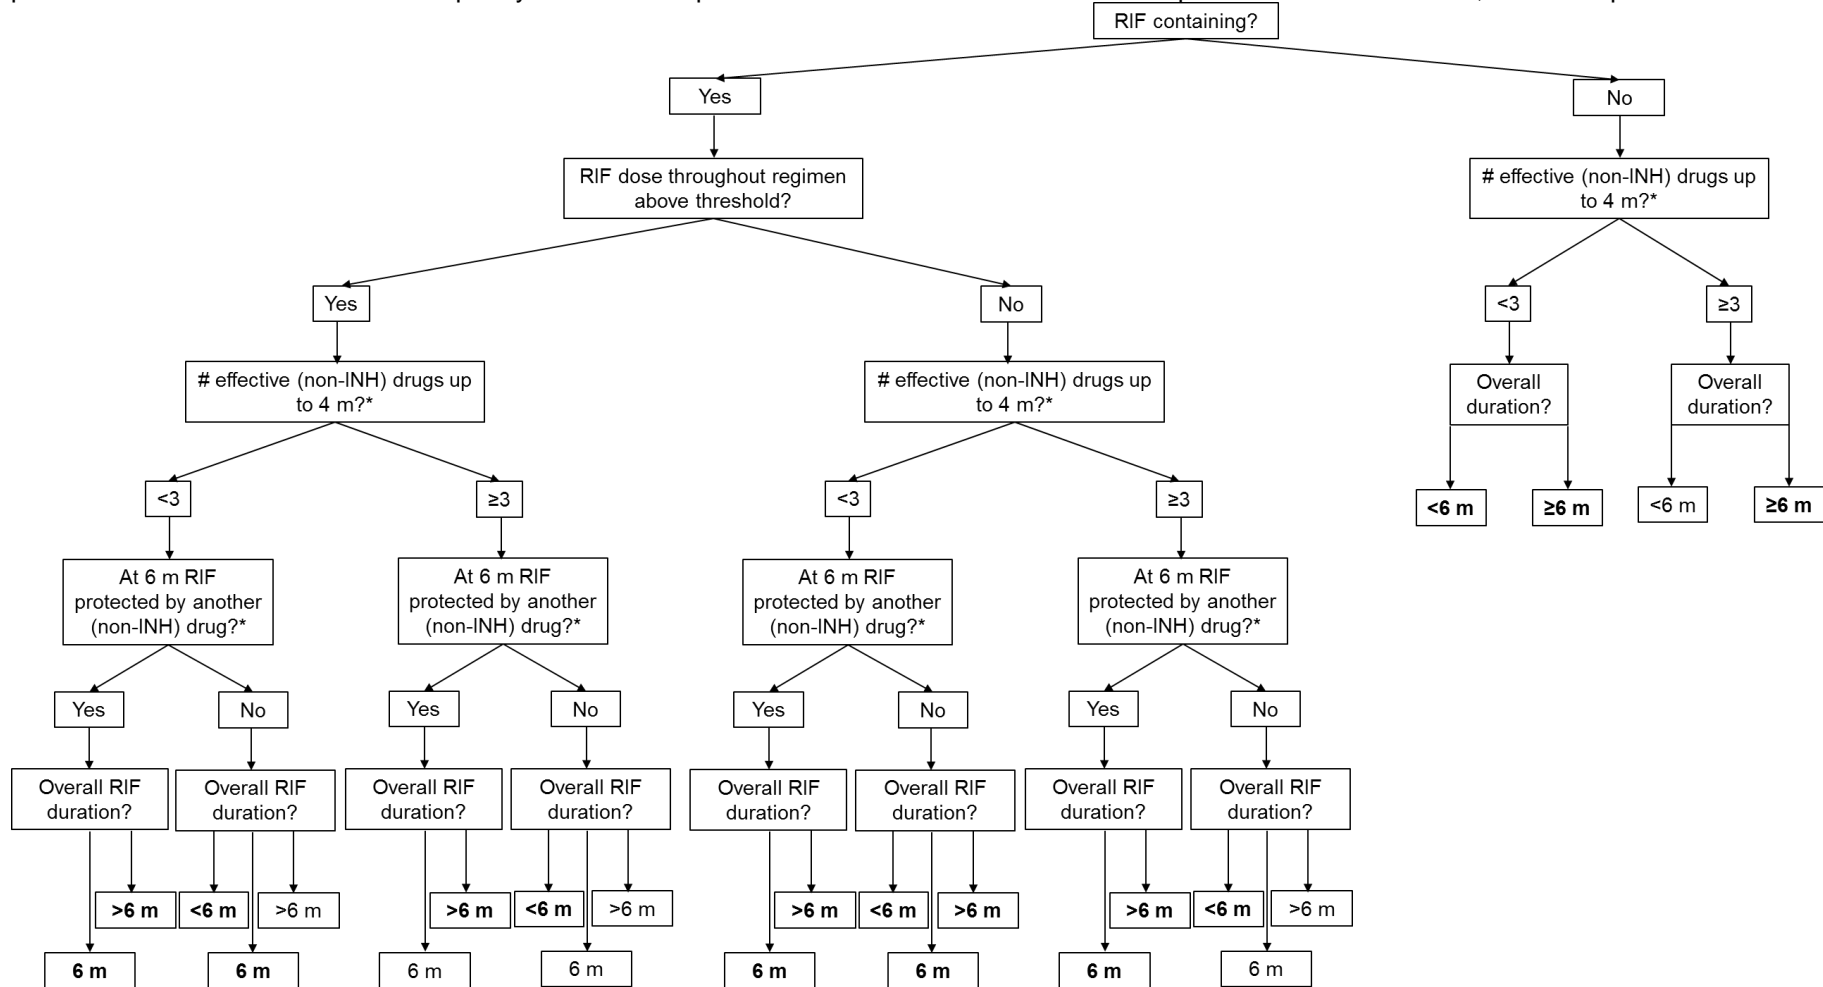 RIF containing?
Yes
No
RIF dose throughout regimen
above threshold?
# effective (non-INH) drugs up
to 4 m?*
Yes
No
<3
≥3
# effective (non-INH) drugs up
to 4 m?*
# effective (non-INH) drugs up
to 4 m?*
Overall
duration?
Overall
duration?
<3
≥3
<3
≥3
<6 m
≥6 m
<6 m
≥6 m
At 6 m RIF
protected by another
(non-INH) drug?*
At 6 m RIF
protected by another
(non-INH) drug?*
At 6 m RIF
protected by another
(non-INH) drug?*
At 6 m RIF
protected by another
(non-INH) drug?*
Yes
No
Yes
No
Yes
No
Yes
No
Overall RIF
duration?
Overall RIF
duration?
Overall RIF
duration?
Overall RIF
duration?
Overall RIF
duration?
Overall RIF
duration?
Overall RIF
duration?
Overall RIF
duration?
>6 m
<6 m
>6 m
>6 m
<6 m
>6 m
>6 m
<6 m
>6 m
>6 m
<6 m
>6 m
6 m
6 m
6 m
6 m
6 m
6 m
6 m
6 m